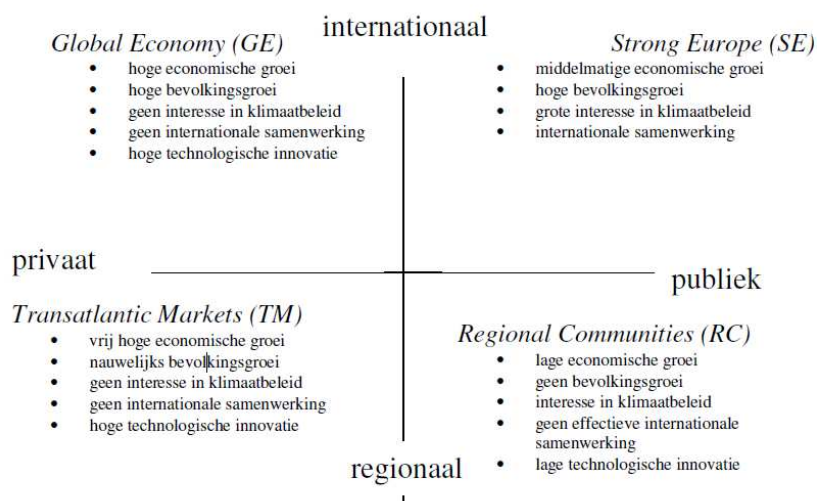 internationaal
Global Economy (GE)
• hoge economische groei
• hoge bevolkingsgroei
• geen interesse in klimaatbeleid
• geen internationale samenwerking
• hoge technologische innovatie
Strong Europe (SE)
• middelmatige economische groei
• hoge bevolkingsgroei
• grote interesse in klimaatbeleid
• internationale samenwerking
privaat
publiek
Transatlantic Markets (TM)
• vrij hoge economische groei
• nauwelijks bevolkingsgroei
• geen interesse in klimaatbeleid
• geen internationale samenwerking
• hoge technologische innovatie
Regional Communities (RC)
• lage economische groei
• geen bevolkingsgroei
• interesse in klimaatbeleid
• geen effectieve internationale
samenwerking
• lage technologische innovatie
regionaal